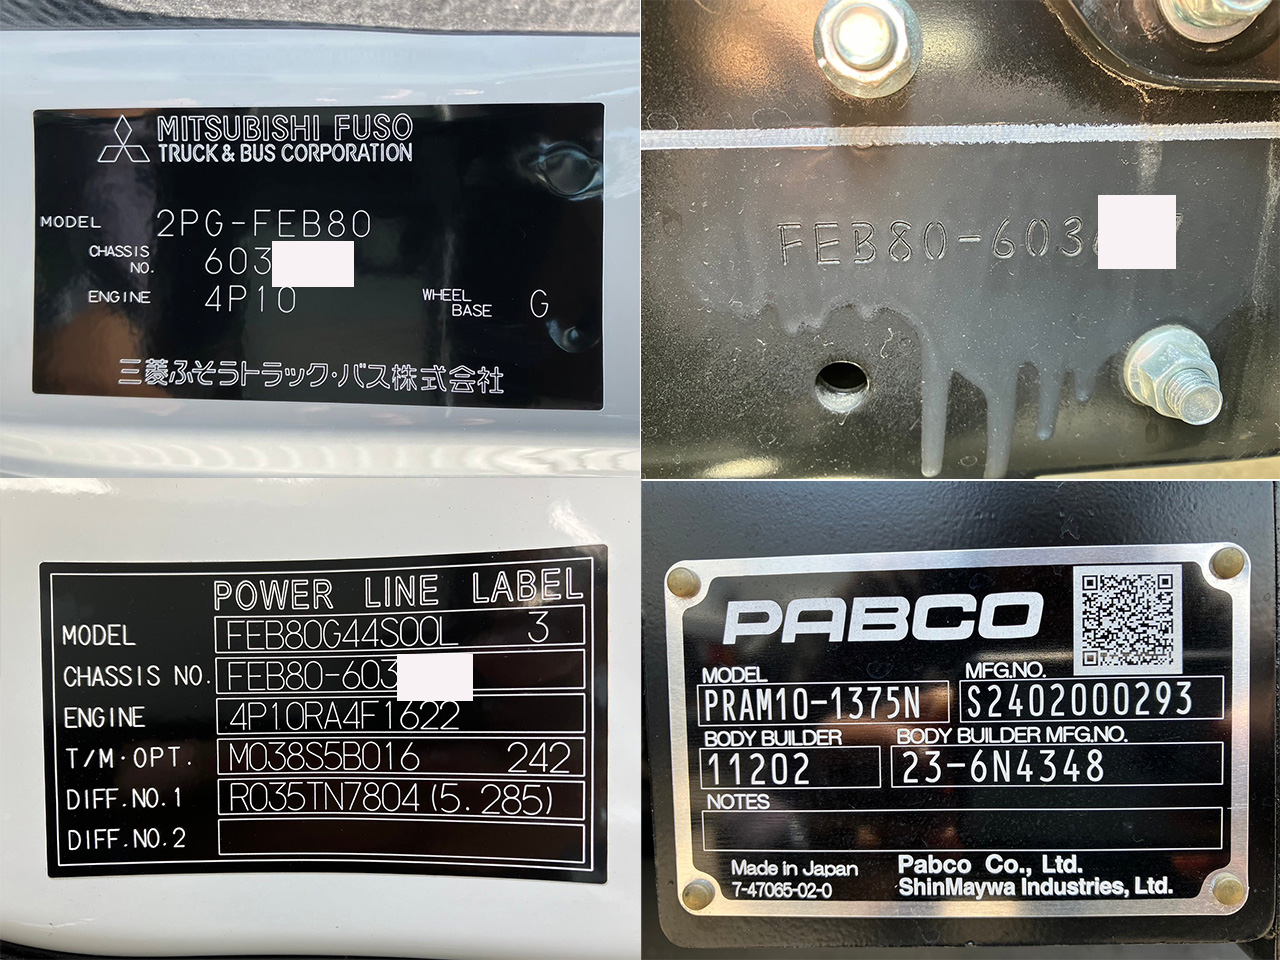 MITSUBISHI FUSO
TRUCK & BUS CORPORATION
MODEL 2PG-FEB80
CHASSIS NO. 603
ENGINE 4P10 WHEEL BASE G
三菱ふそうトラック・バス株式会社
FEB80-603
POWER LINE LABEL
MODEL FEB80G44S00L 3
CHASSIS NO. FEB80-603
ENGINE 4P10RA4F1622
T/M・OPT. M038S5B016 242
DIFF.NO.1 R035TN7804(5.285)
DIFF.NO.2
PABCO
MODEL MFG.NO.
PRAM10-1375N S2402000293
BODY BUILDER BODY BUILDER MFG.NO.
11202 23-6N4348
NOTES
Made in Japan Pabco Co., Ltd.
7-47065-02-0 ShinMaywa Industries, Ltd.